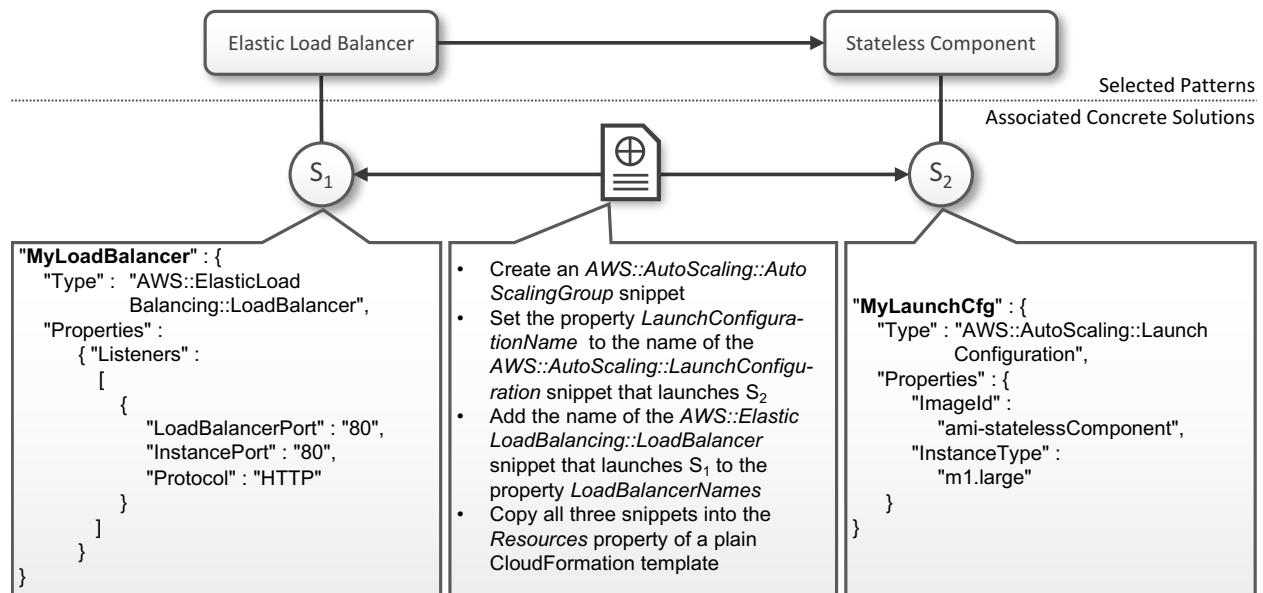 Elastic Load Balancer
Stateless Component
Selected Patterns
Associated Concrete Solutions
S1
S2
"MyLoadBalancer" : {
"Type" : "AWS::ElasticLoad
Balancing::LoadBalancer",
"Properties" :
{ "Listeners" :
[
{
"LoadBalancerPort" : "80",
"InstancePort" : "80",
"Protocol" : "HTTP"
}
]
}
}
• Create an AWS::AutoScaling::Auto
ScalingGroup snippet
• Set the property LaunchConfigura-
tionName to the name of the
AWS::AutoScaling::LaunchConfigu-
ration snippet that launches S2
• Add the name of the AWS::Elastic
LoadBalancing::LoadBalancer
snippet that launches S1 to the
property LoadBalancerNames
• Copy all three snippets into the
Resources property of a plain
CloudFormation template
"MyLaunchCfg" : {
"Type" : "AWS::AutoScaling::Launch
Configuration",
"Properties" : {
"ImageId" :
"ami-statelessComponent",
"InstanceType" :
"m1.large"
}
}